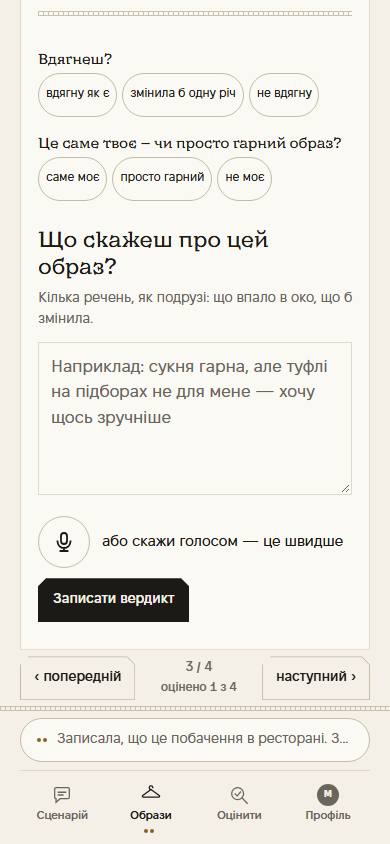 Вдягнеш?
вдягну як є
змінила б одну річ
не вдягну
Це саме твоє – чи просто гарний образ?
саме моє
просто гарний
не моє
Що скажеш про цей
образ?
Кілька речень, як подрузі: що впало в око, що б
змінила.
Наприклад: сукня гарна, але туфлі
на підборах не для мене — хочу
щось зручніше
або скажи голосом — це швидше
Записати вердикт
‹ попередній
3 / 4
оцінено 1 з 4
наступний ›
Записала, що це побачення в ресторані. З...
Сценарій
Образи
Оцінити
М
Профіль